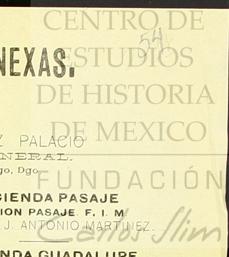 CENTRO DE
54
ESTUDIOS
NEXAS.
DE HISTORIA
DE MEXICO
Z PALACIO
NERAL.
go, Dgo.
FUNDACIÓN
CIENDA PASAJE
ION PASAJE F. I. M
J. ANTONIO MARTINEZ.
Carlos Slim
NDA GUADALUPE